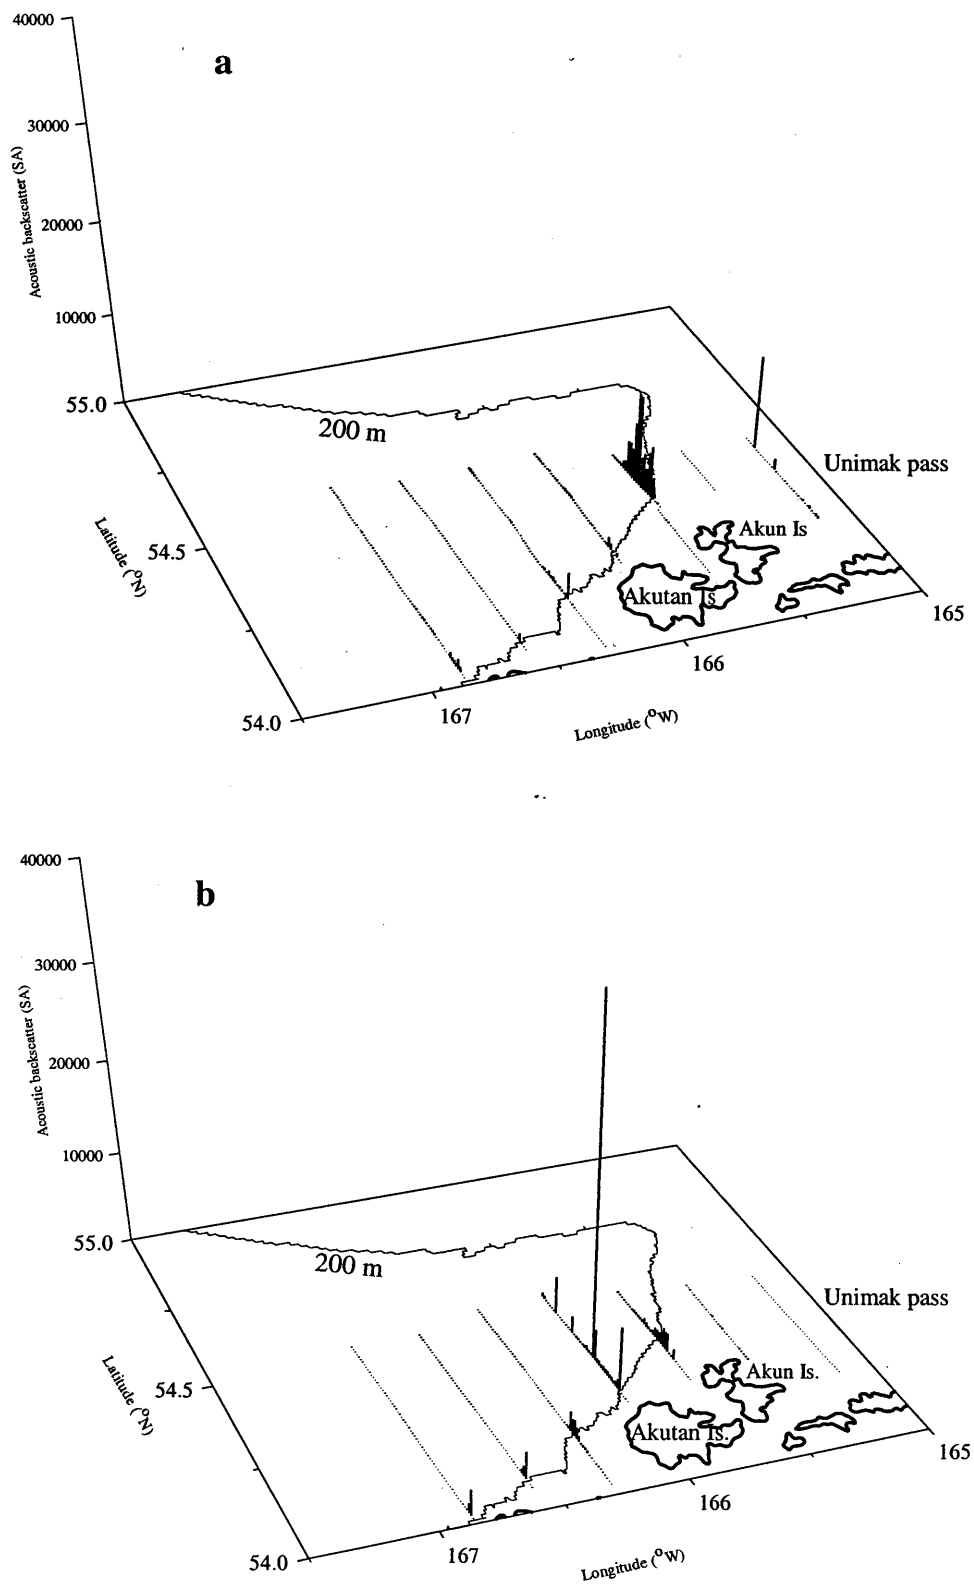 40000
a
30000
Acoustic backscatter (SA)
20000
10000
55.0
200 m
Unimak pass
Latitude (°N)
54.5
Akun Is
Akutan Is
165
166
167
54.0
Longitude (°W)
40000
b
30000
Acoustic backscatter (SA)
20000
10000
55.0
200 m
Unimak pass
Latitude (°N)
54.5
Akun Is.
Akutan Is.
165
166
167
54.0
Longitude (°W)